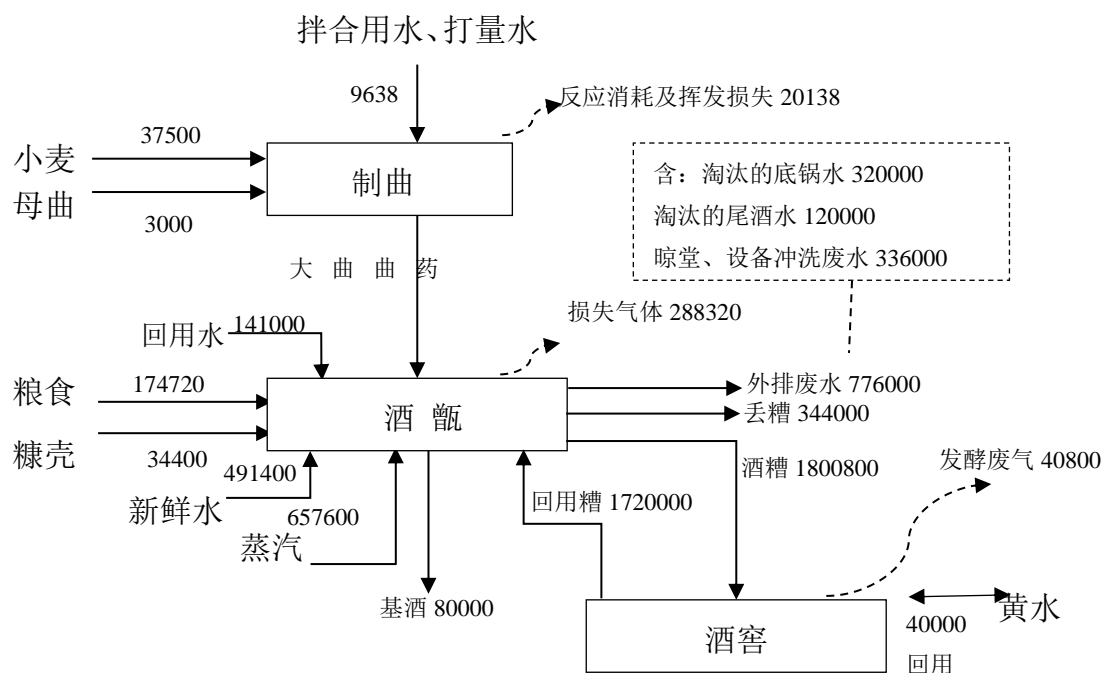 拌合用水、打量水
9638
反应消耗及挥发损失 20138
37500
小麦
母曲
3000
制曲
含：淘汰的底锅水 320000
淘汰的尾酒水 120000
晾堂、设备冲洗废水 336000
大 曲 曲 药
损失气体 288320
回用水
141000
粮食
174720
糠壳
34400
酒 甑
外排废水 776000
丢糟 344000
酒糟 1800800
发酵废气 40800
491400
新鲜水
657600
蒸汽
回用糟 1720000
基酒 80000
酒窖
40000
黄水
回用